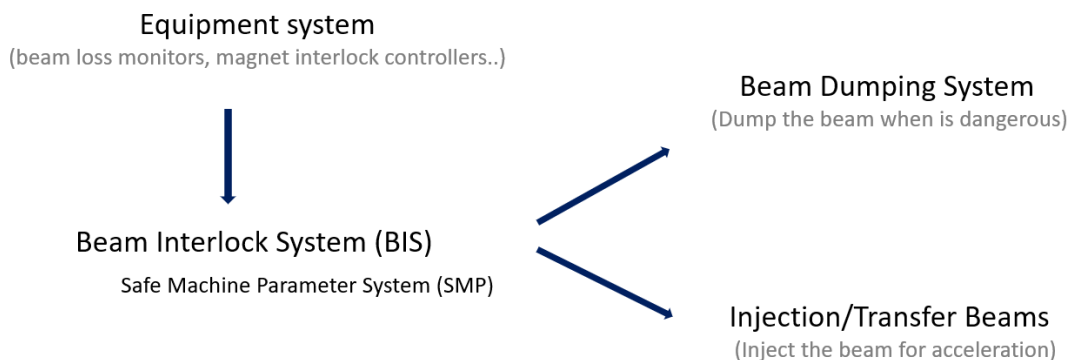 Equipment system
(beam loss monitors, magnet interlock controllers..)
Beam Interlock System (BIS)
Safe Machine Parameter System (SMP)
Beam Dumping System
(Dump the beam when is dangerous)
Injection/Transfer Beams
(Inject the beam for acceleration)